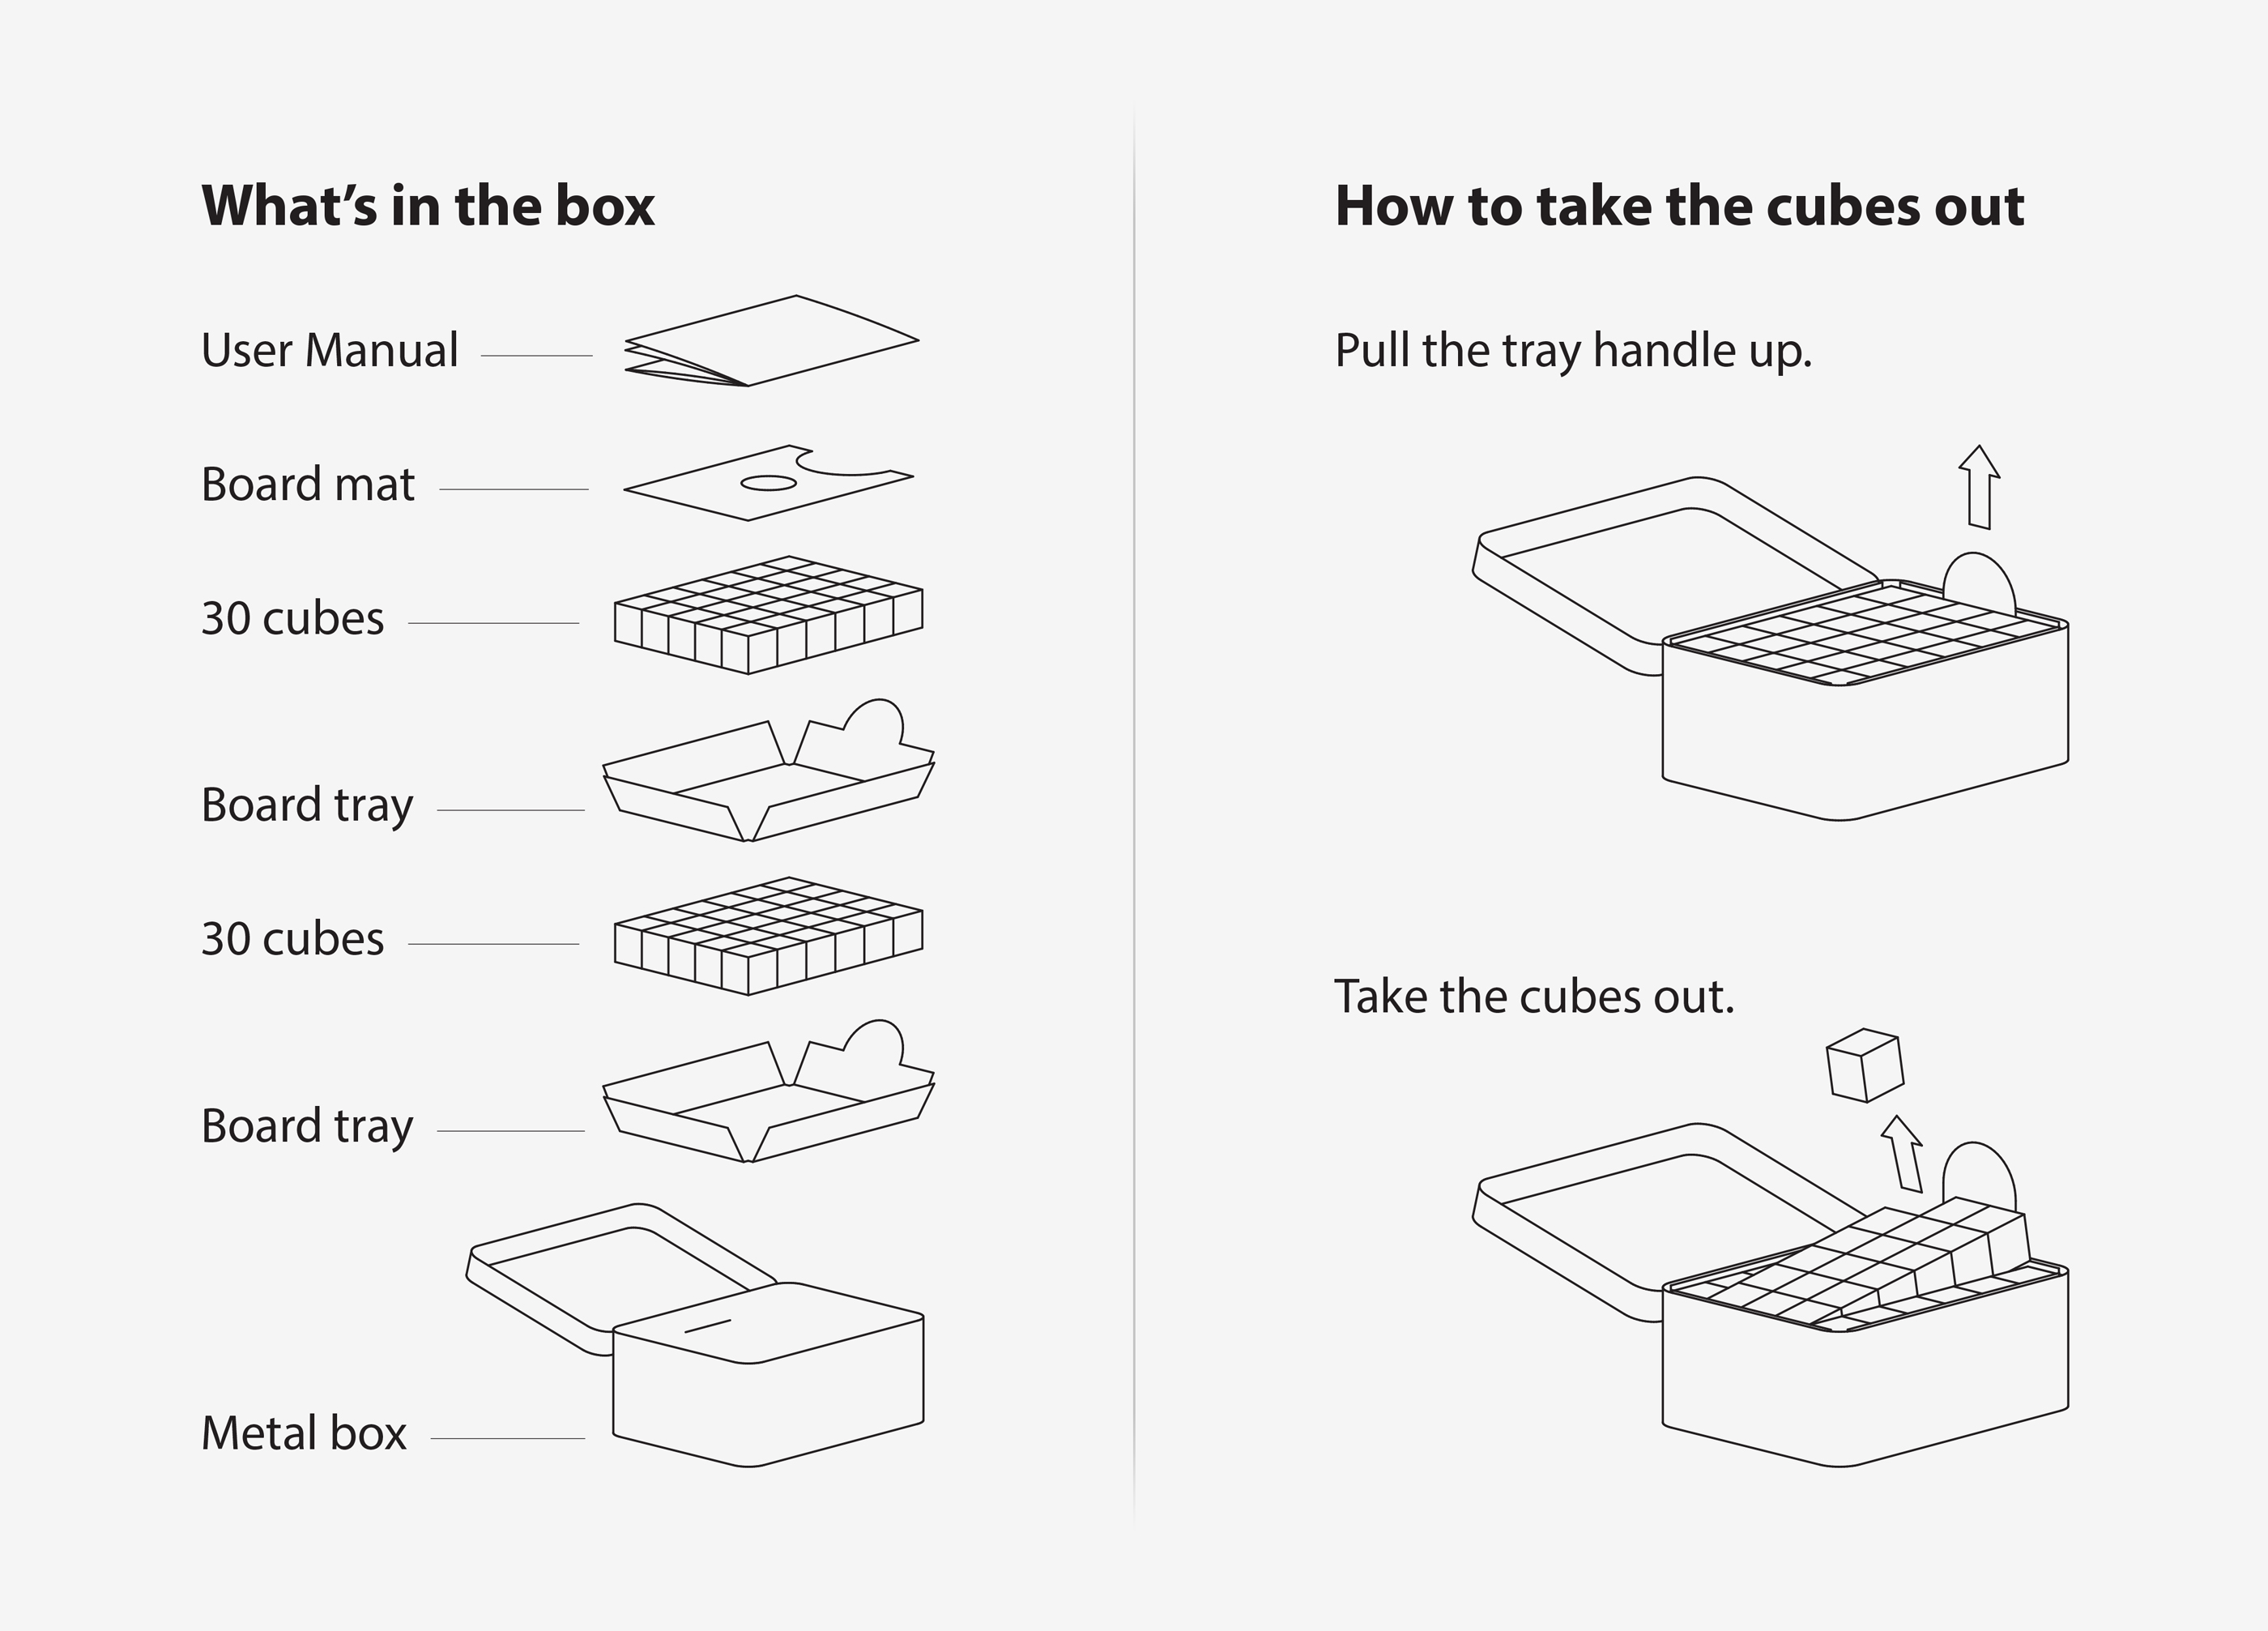 What’s in the box
User Manual
Board mat
30 cubes
Board tray
30 cubes
Board tray
Metal box
How to take the cubes out
Pull the tray handle up.
Take the cubes out.